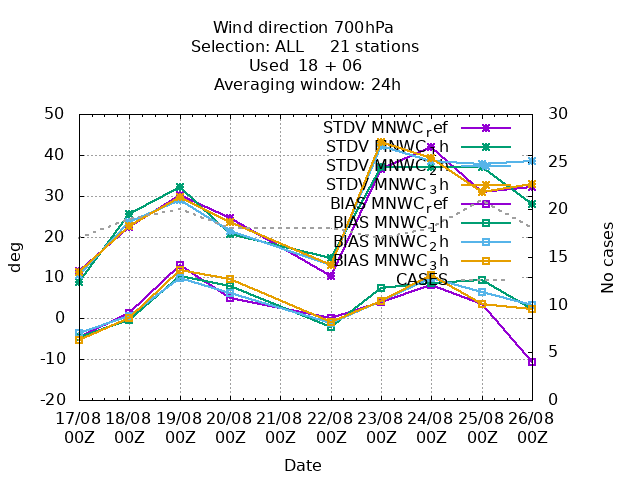 Wind direction 700hPa
Selection: ALL 21 stations
Used 18 + 06
Averaging window: 24h
50
40
30
20
10
0
-10
-20
deg
30
25
20
15
10
5
0
No cases
STDV MNWC_ref
STDV MNWC_1h
STDV MNWC_2h
STDV MNWC_3h
BIAS MNWC_ref
BIAS MNWC_1h
BIAS MNWC_2h
BIAS MNWC_3h
CASES
17/08 18/08 19/08 20/08 21/08 22/08 23/08 24/08 25/08 26/08
00Z 00Z 00Z 00Z 00Z 00Z 00Z 00Z 00Z 00Z
Date